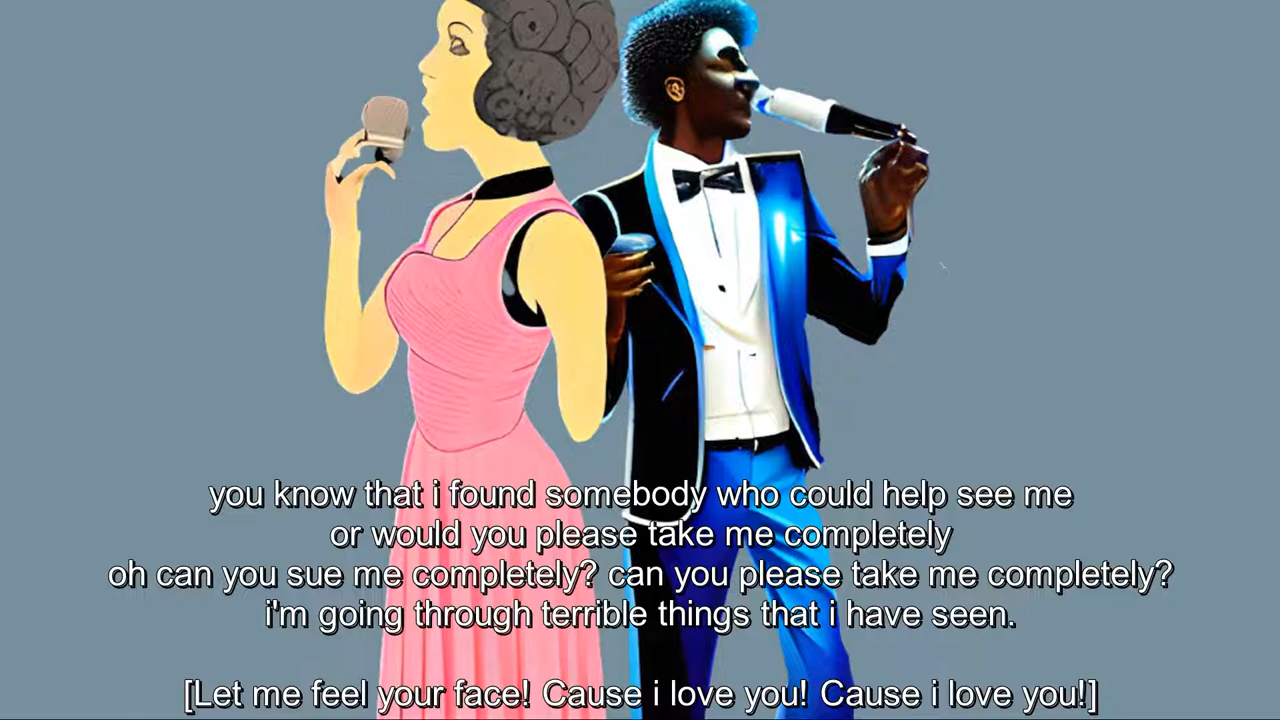 you know that i found somebody who could help see me
or would you please take me completely
oh can you sue me completely? can you please take me completely?
i'm going through terrible things that i have seen.
[Let me feel your face! Cause i love you! Cause i love you!]